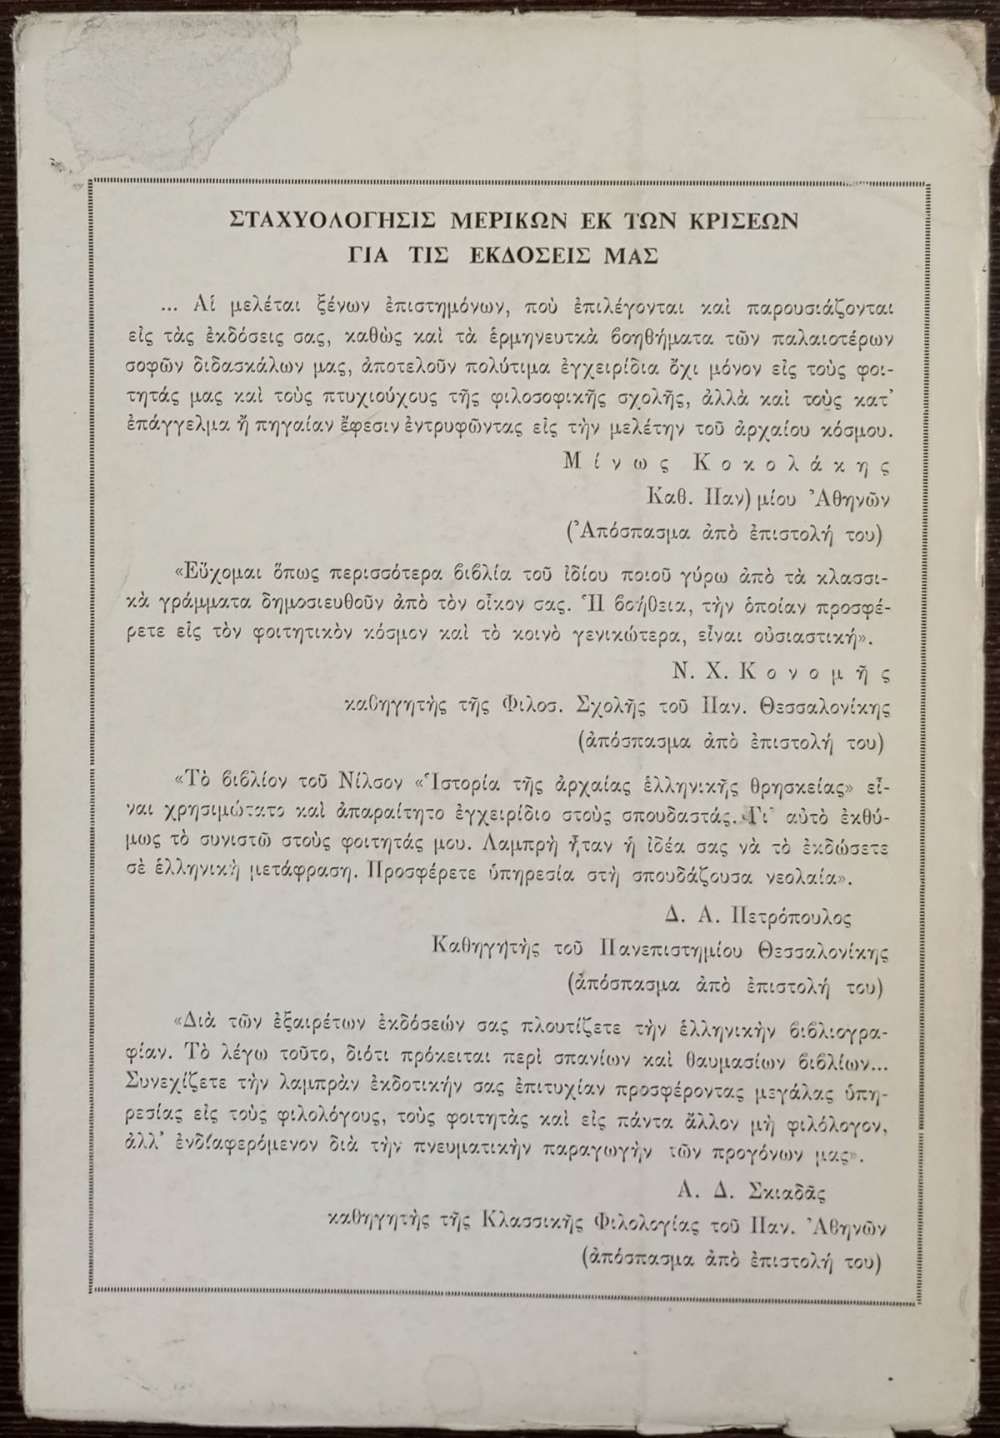 ΣΤΑΧΥΟΛΟΓΗΣΙΣ ΜΕΡΙΚΩΝ ΕΚ ΤΩΝ ΚΡΙΣΕΩΝ
ΓΙΑ ΤΙΣ ΕΚΔΟΣΕΙΣ ΜΑΣ
... Αἱ μελέται ξένων ἐπιστημόνων, ποὺ ἐπιλέγονται καὶ παρουσιάζονται
εἰς τὰς ἐκδόσεις σας, καθὼς καὶ τὰ ἑρμηνευτκὰ βοηθήματα τῶν παλαιοτέρων
σοφῶν διδασκάλων μας, ἀποτελοῦν πολύτιμα ἐγχειρίδια ὄχι μόνον εἰς τοὺς φοι-
τητάς μας καὶ τοὺς πτυχιούχους τῆς φιλοσοφικῆς σχολῆς, ἀλλὰ καὶ τοὺς κατ᾽
ἐπάγγελμα ἤ πηγαίαν ἔφεσιν ἐντρυφῶντας εἰς τὴν μελέτην τοῦ ἀρχαίου κόσμου.
Μίνως Κοκολάκης
Καθ. Παν)μίου Ἀθηνῶν
(Ἀπόσπασμα ἀπὸ ἐπιστολή του)
«Εὔχομαι ὅπως περισσότερα βιβλία τοῦ ἰδίου ποιοῦ γύρω ἀπὸ τὰ κλασσι-
κὰ γράμματα δημοσιευθοῦν ἀπὸ τὸν οἶκον σας. Ἡ βοήθεια, τὴν ὁποίαν προσφέ-
ρετε εἰς τὸν φοιτητικὸν κόσμον καὶ τὸ κοινὸ γενικώτερα, εἶναι οὐσιαστική».
Ν. Χ. Κονομῆς
καθηγητὴς τῆς Φιλοσ. Σχολῆς τοῦ Παν. Θεσσαλονίκης
(ἀπόσπασμα ἀπὸ ἐπιστολή του)
«Τὸ βιβλίον τοῦ Νίλσον «Ἱστορία τῆς ἀρχαίας ἑλληνικῆς θρησκείας» εἶ-
ναι χρησιμώτατο καὶ ἀπαραίτητο ἐγχειρίδιο στοὺς σπουδαστάς. Γι᾽ αὐτὸ ἐκθύ-
μως τὸ συνιστῶ στοὺς φοιτητάς μου. Λαμπρὴ ἦταν ἡ ἰδέα σας νὰ τὸ ἐκδώσετε
σὲ ἑλληνικὴ μετάφραση. Προσφέρετε ὑπηρεσία στὴ σπουδάζουσα νεολαία».
Δ. Α. Πετρόπουλος
Καθηγητὴς τοῦ Πανεπιστημίου Θεσσαλονίκης
(ἀπόσπασμα ἀπὸ ἐπιστολή του)
«Διὰ τῶν ἐξαιρέτων ἐκδόσεών σας πλουτίζετε τὴν ἑλληνικὴν βιβλιογρα-
φίαν. Τὸ λέγω τοῦτο, διότι πρόκειται περὶ σπανίων καὶ θαυμασίων βιβλίων...
Συνεχίζετε τὴν λαμπρὰν ἐκδοτικήν σας ἐπιτυχίαν προσφέροντας μεγάλας ὑπη-
ρεσίας εἰς τοὺς φιλολόγους, τοὺς φοιτητὰς καὶ εἰς πάντα ἄλλον μὴ φιλόλογον,
ἀλλ᾽ ἐνδιαφερόμενον διὰ τὴν πνευματικὴν παραγωγὴν τῶν προγόνων μας».
Α. Δ. Σκιαδᾶς
καθηγητὴς τῆς Κλασσικῆς Φιλολογίας τοῦ Παν. Ἀθηνῶν
(ἀπόσπασμα ἀπὸ ἐπιστολή του)